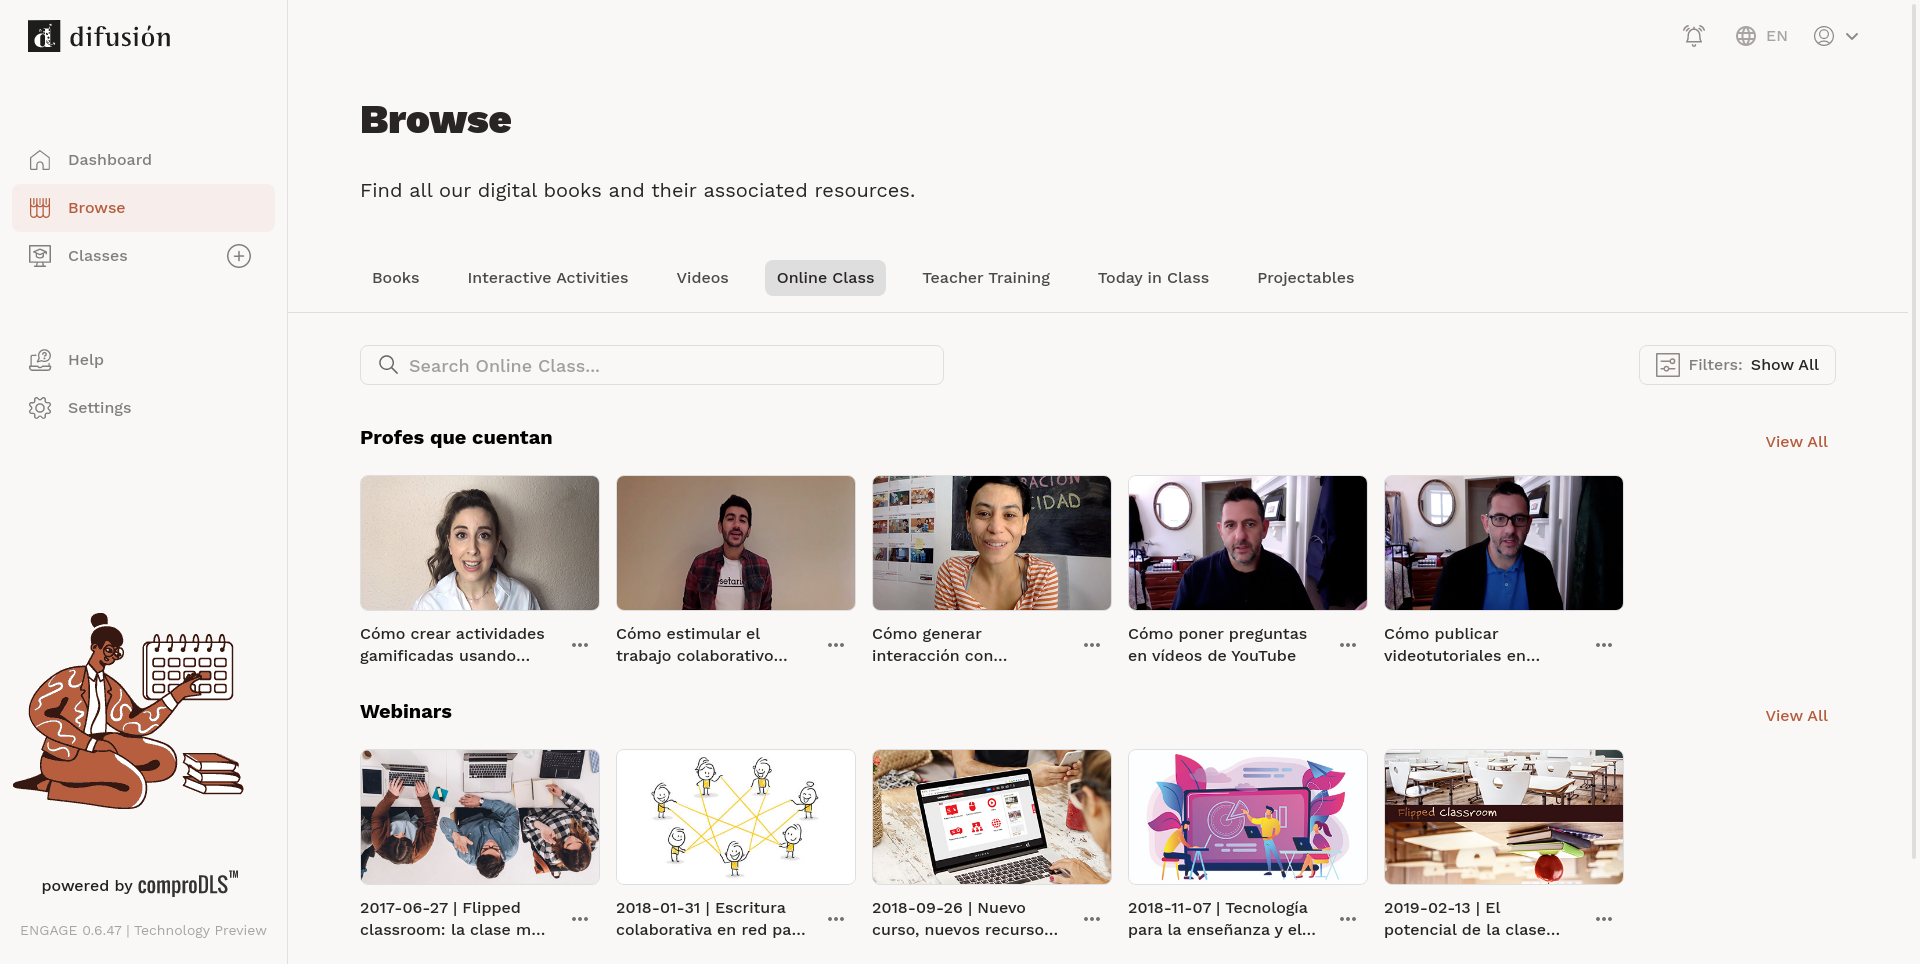 difusión
EN
Dashboard
Browse
Classes
Help
Settings
powered by comproDLS™
ENGAGE 0.6.47 | Technology Preview
Browse
Find all our digital books and their associated resources.
Books
Interactive Activities
Videos
Online Class
Teacher Training
Today in Class
Projectables
Search Online Class...
Filters: Show All
Profes que cuentan
View All
setari
RACIÓN
CIDAD
Cómo crear actividades
gamificadas usando...
Cómo estimular el
trabajo colaborativo...
Cómo generar
interacción con...
Cómo poner preguntas
en vídeos de YouTube
Cómo publicar
videotutoriales en...
Webinars
View All
Flipped Classroom
2017-06-27 | Flipped
classroom: la clase m...
2018-01-31 | Escritura
colaborativa en red pa...
2018-09-26 | Nuevo
curso, nuevos recurso...
2018-11-07 | Tecnología
para la enseñanza y el...
2019-02-13 | El
potencial de la clase...